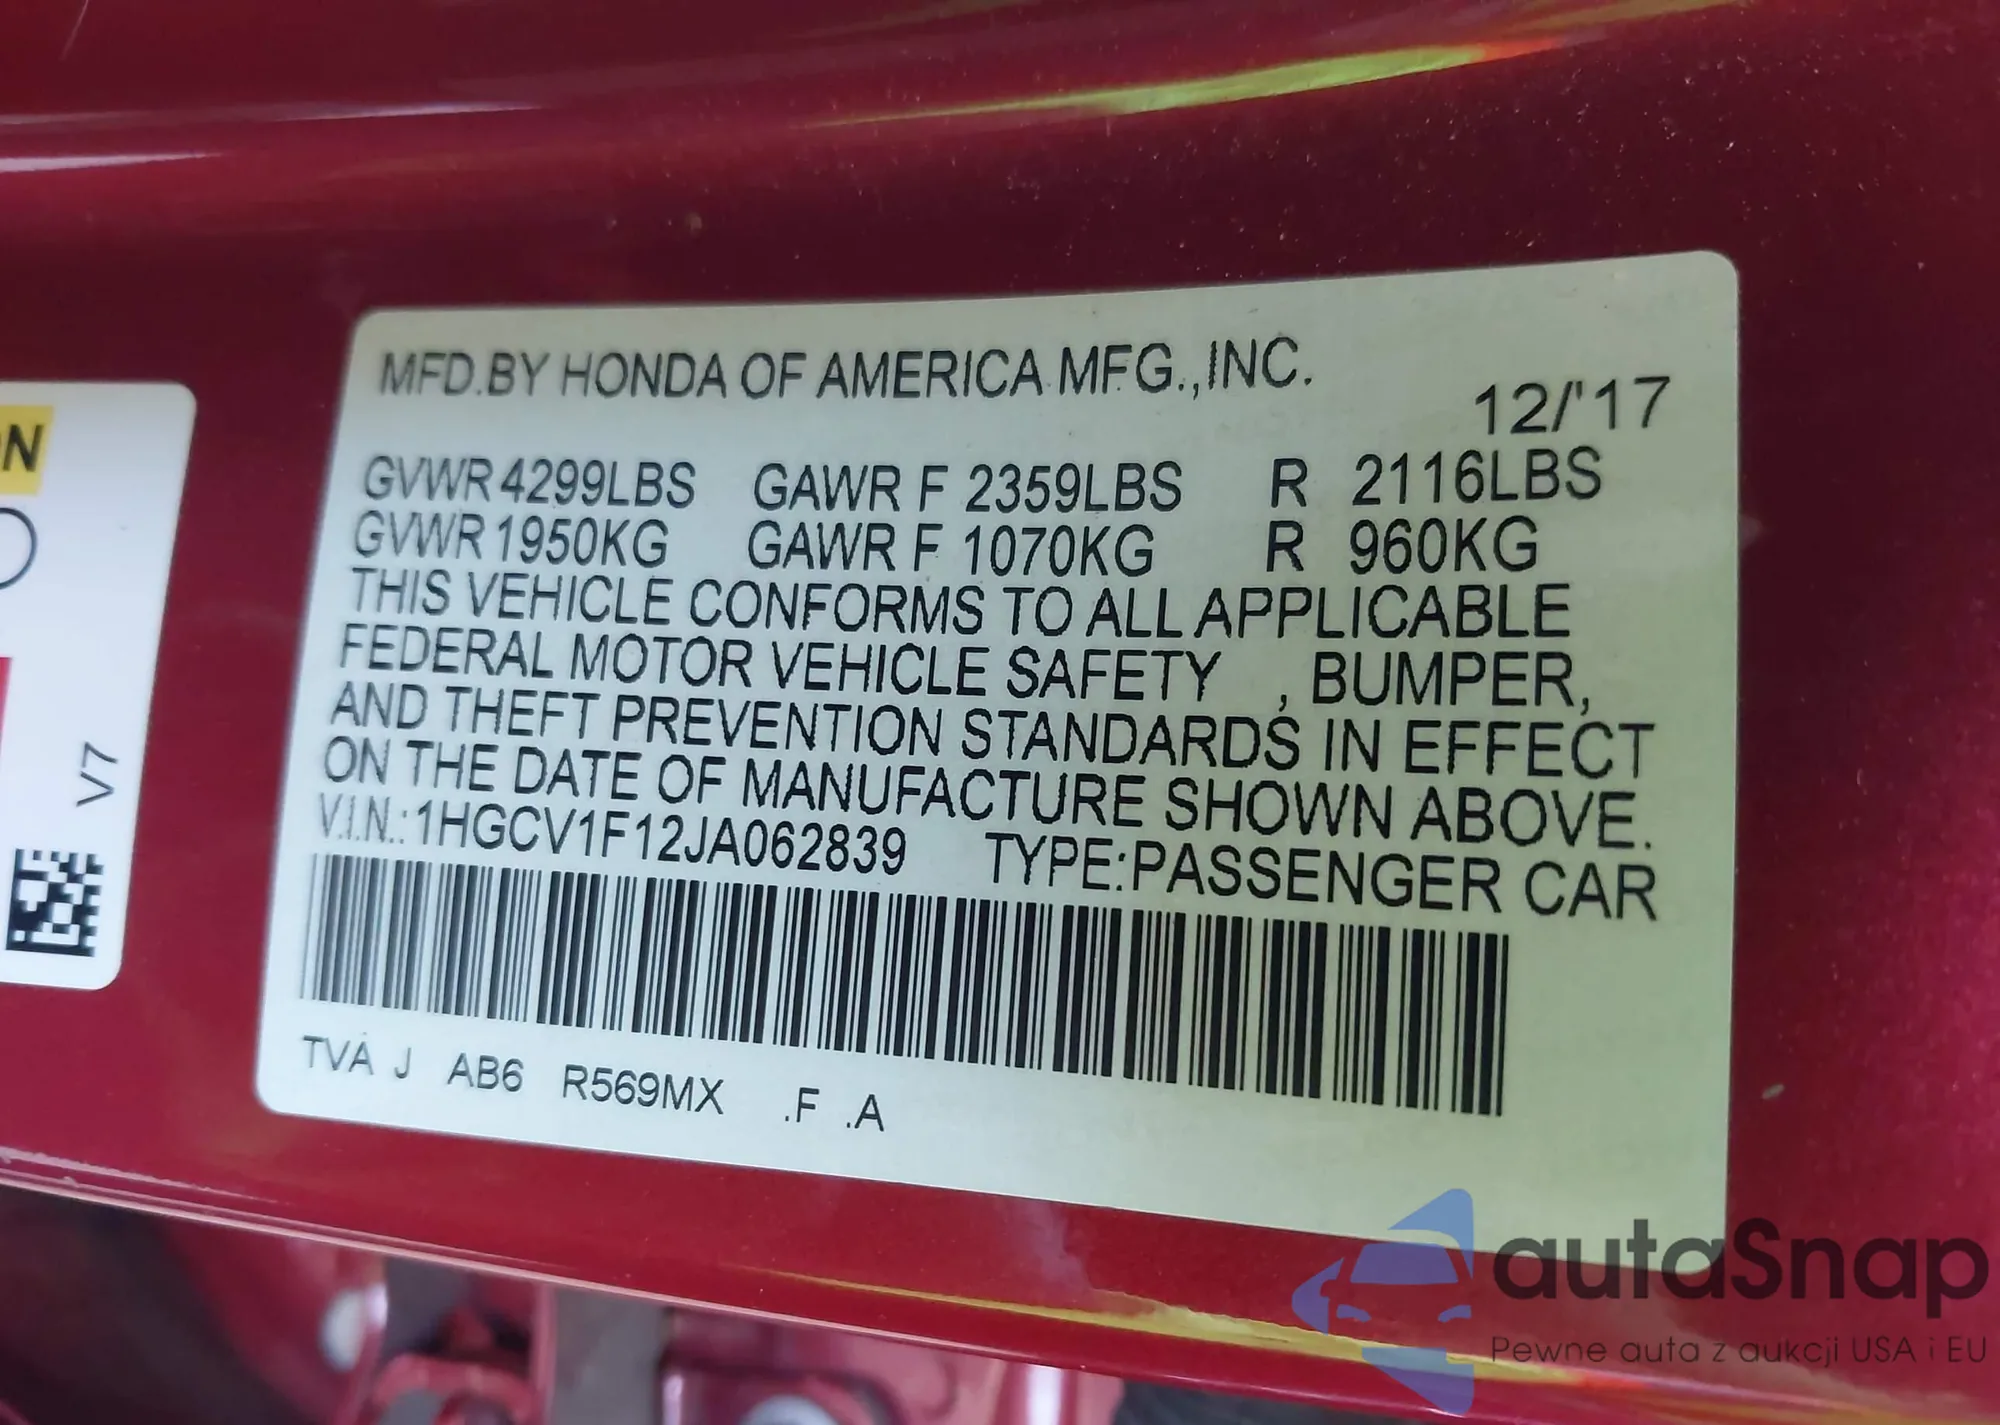 MFD.BY HONDA OF AMERICA MFG.,INC.
12/'17
GVWR 4299LBS GAWR F 2359LBS R 2116LBS
GVWR 1950KG GAWR F 1070KG R 960KG
THIS VEHICLE CONFORMS TO ALL APPLICABLE
FEDERAL MOTOR VEHICLE SAFETY , BUMPER,
AND THEFT PREVENTION STANDARDS IN EFFECT
ON THE DATE OF MANUFACTURE SHOWN ABOVE.
V.I.N.: 1HGCV1F12JA062839 TYPE:PASSENGER CAR
TVA J AB6 R569MX .F .A
V7
autaSnap
Pewne auta z aukcji USA i EU